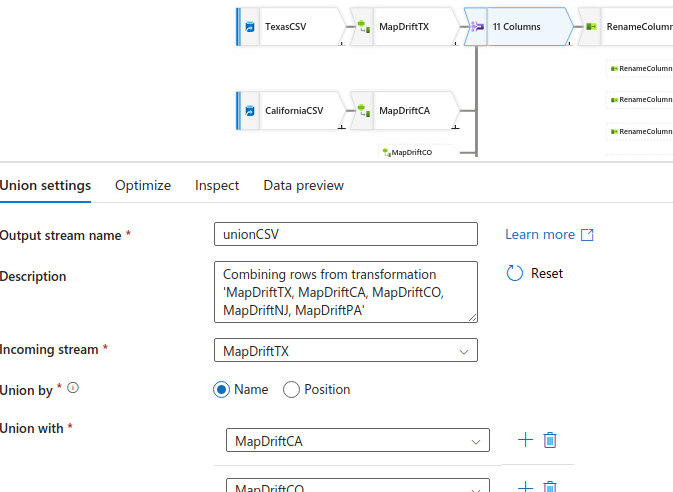 TexasCSV
MapDriftTX
11 Columns
RenameColumn
RenameColumn
RenameColumn
RenameColumn
CaliforniaCSV
MapDriftCA
MapDriftCO
Union settings
Optimize
Inspect
Data preview
Output stream name *
unionCSV
Learn more
Description
Combining rows from transformation
'MapDriftTX, MapDriftCA, MapDriftCO,
MapDriftNJ, MapDriftPA'
Reset
Incoming stream *
MapDriftTX
Union by *
Name
Position
Union with *
MapDriftCA
MapDriftCO